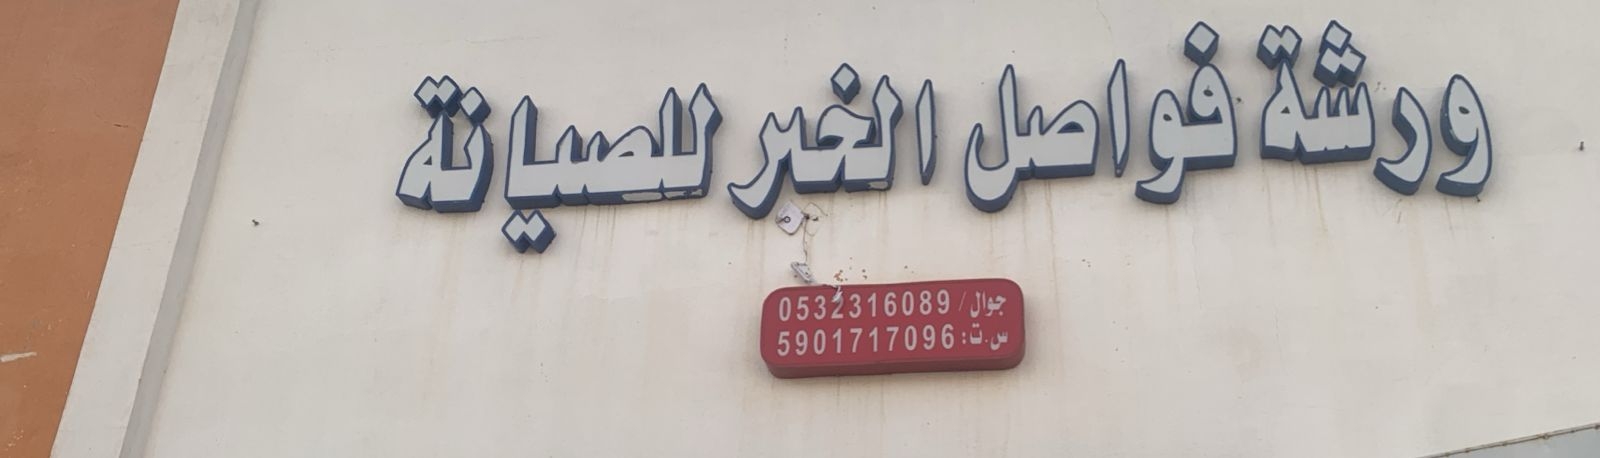 ورشة فواصل الخبر للصيانة
جوال / 0532316089
س.ت: 5901717096